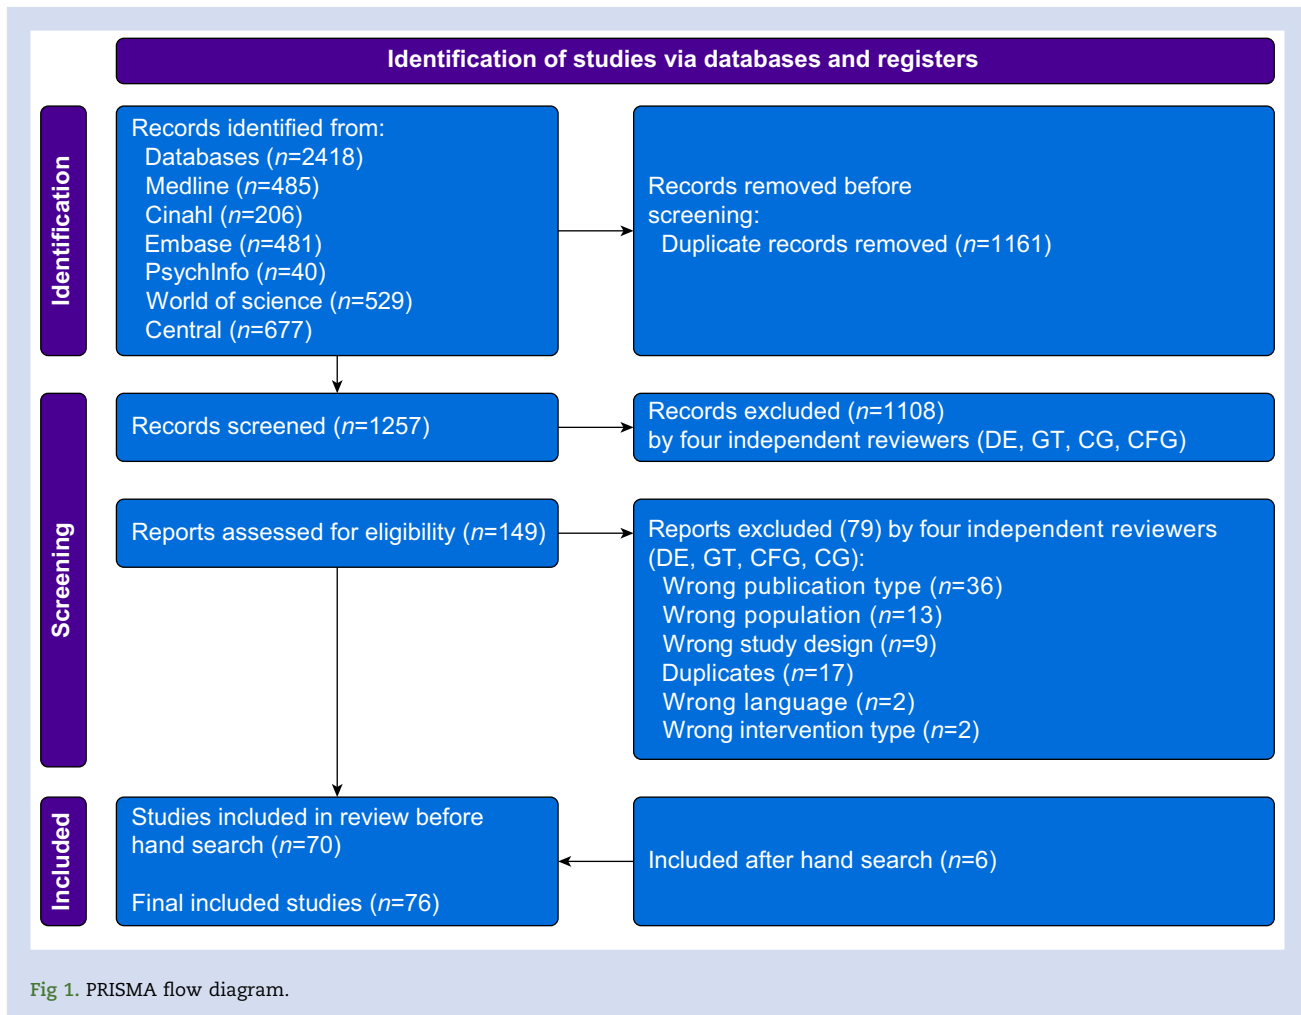 Identification of studies via databases and registers
Identification
Records identified from:
Databases (n=2418)
Medline (n=485)
Cinahl (n=206)
Embase (n=481)
PsychInfo (n=40)
World of science (n=529)
Central (n=677)
Records removed before
screening:
Duplicate records removed (n=1161)
Screening
Records screened (n=1257)
Records excluded (n=1108)
by four independent reviewers (DE, GT, CG, CFG)
Reports assessed for eligibility (n=149)
Reports excluded (79) by four independent reviewers
(DE, GT, CFG, CG):
Wrong publication type (n=36)
Wrong population (n=13)
Wrong study design (n=9)
Duplicates (n=17)
Wrong language (n=2)
Wrong intervention type (n=2)
Included
Studies included in review before
hand search (n=70)
Final included studies (n=76)
Included after hand search (n=6)
Fig 1. PRISMA flow diagram.